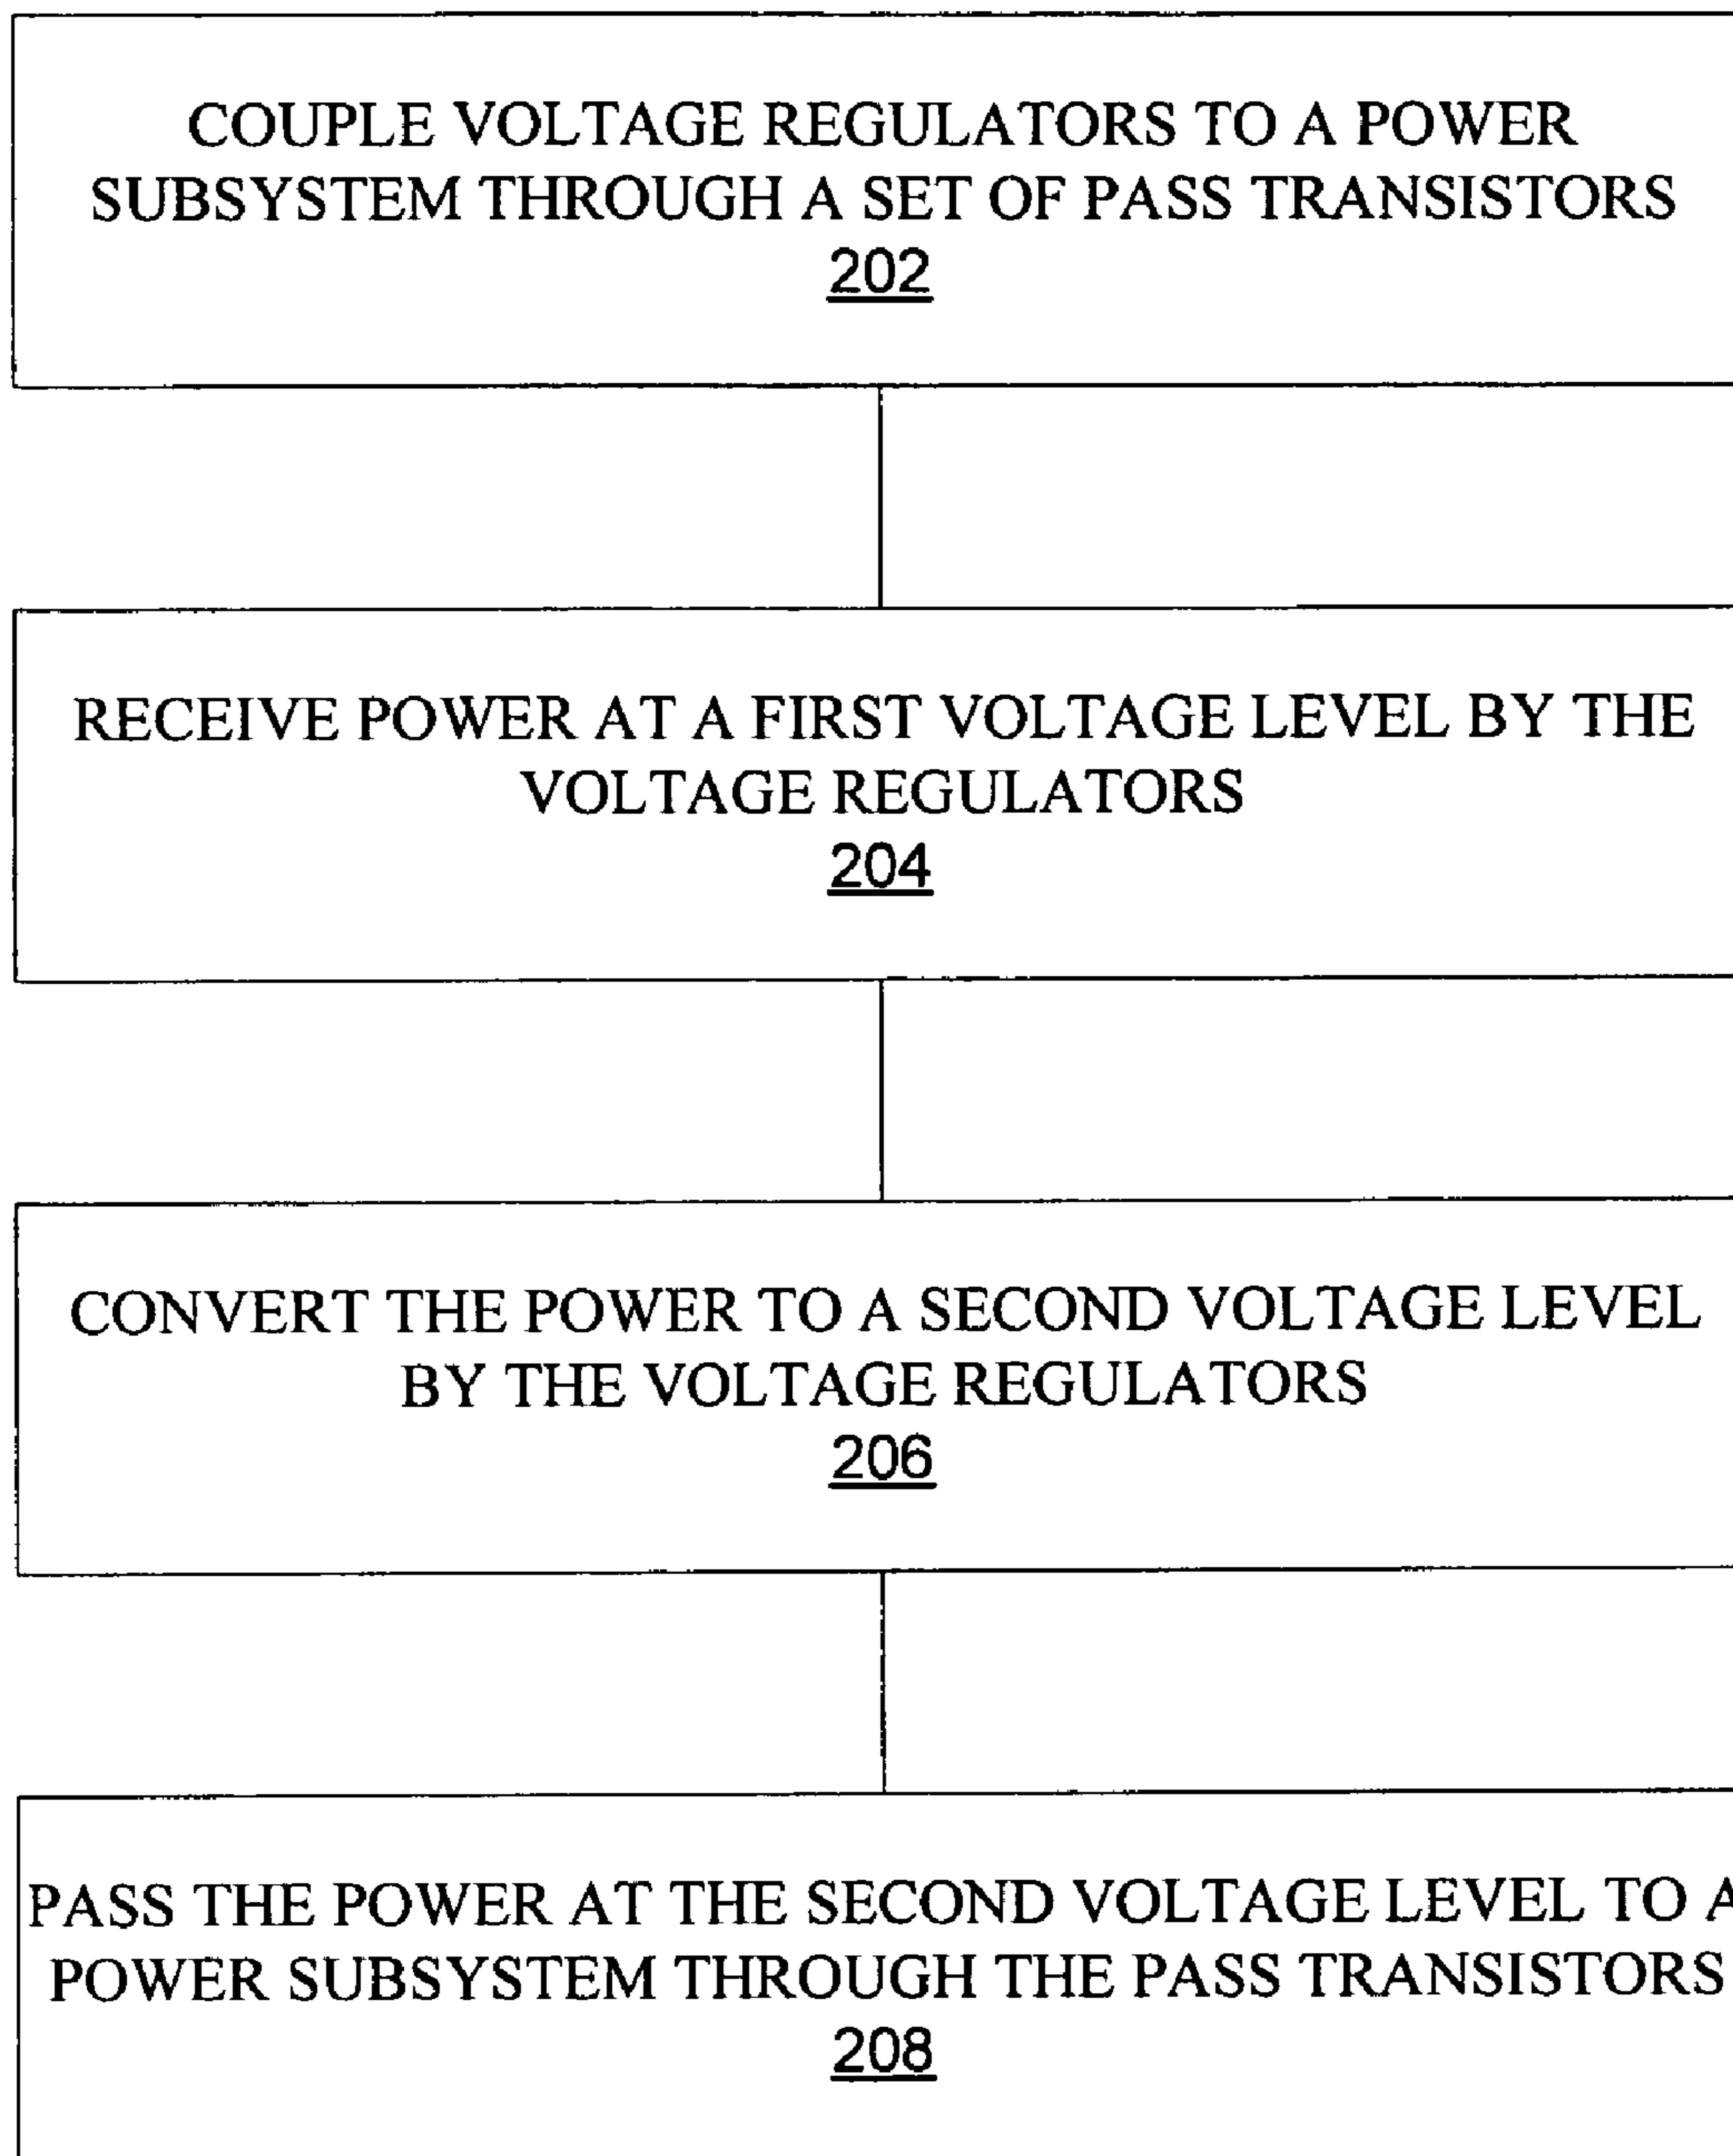 COUPLE VOLTAGE REGULATORS TO A POWER
SUBSYSTEM THROUGH A SET OF PASS TRANSISTORS
202
RECEIVE POWER AT A FIRST VOLTAGE LEVEL BY THE
VOLTAGE REGULATORS
204
CONVERT THE POWER TO A SECOND VOLTAGE LEVEL
BY THE VOLTAGE REGULATORS
206
PASS THE POWER AT THE SECOND VOLTAGE LEVEL TO A
POWER SUBSYSTEM THROUGH THE PASS TRANSISTORS
208